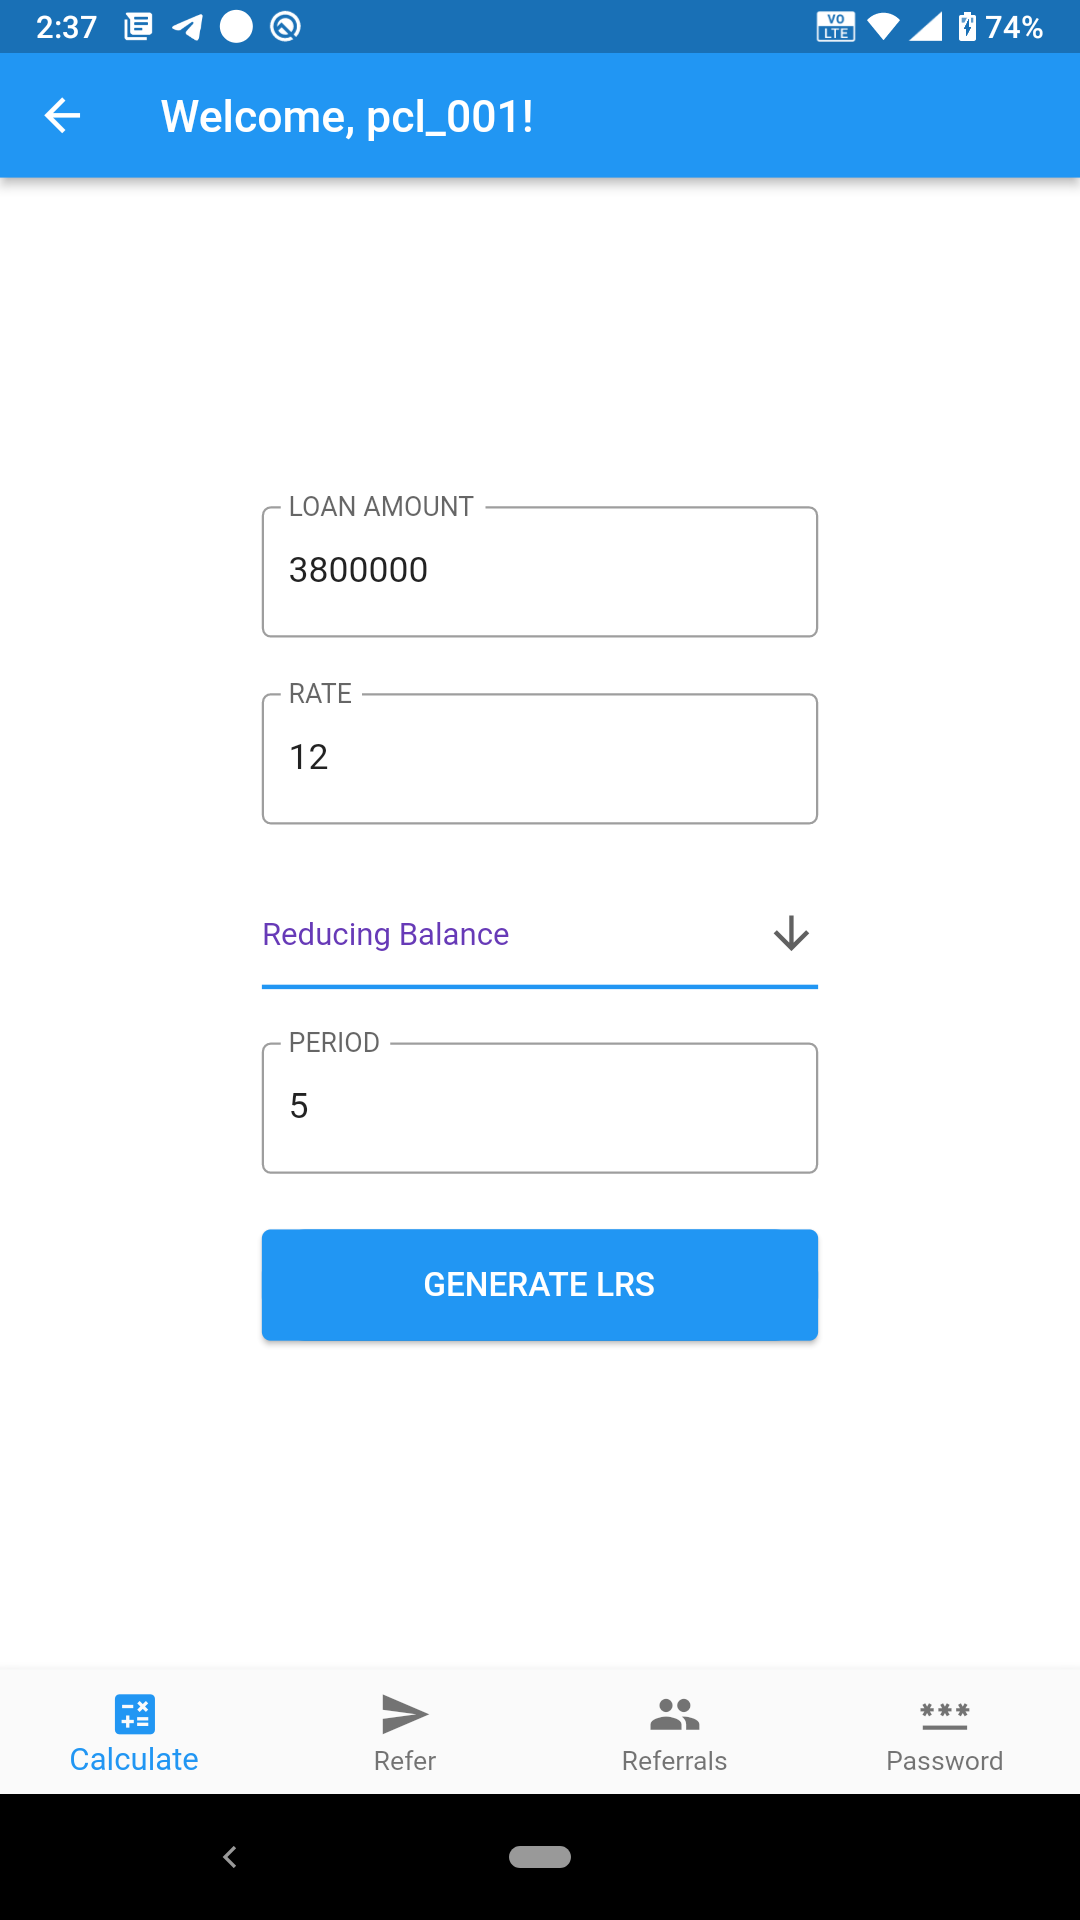 2:37
VO
LTE
74%
Welcome, pcl_001!
LOAN AMOUNT
3800000
RATE
12
Reducing Balance
PERIOD
5
GENERATE LRS
Calculate
Refer
Referrals
Password